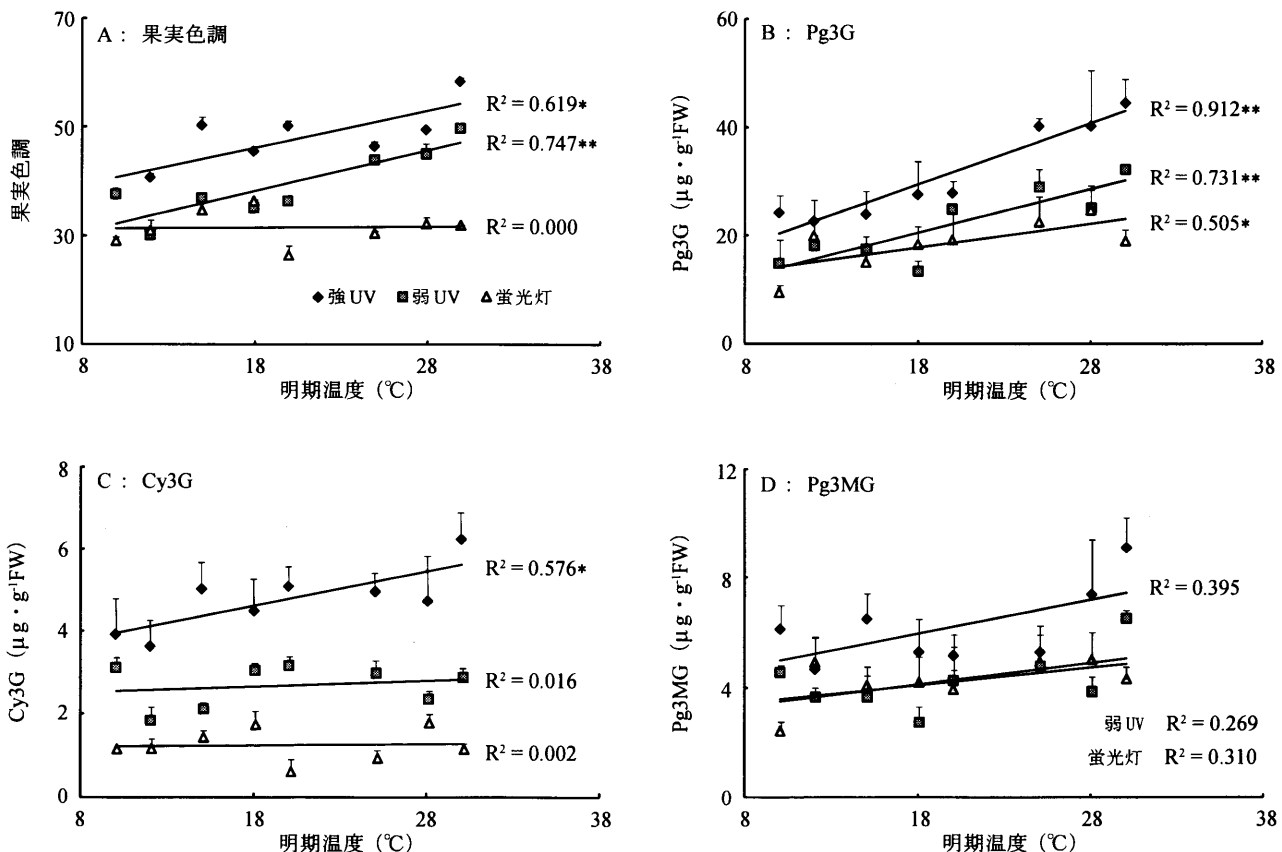 A： 果実色調
70
50
30
10
果実色調
R² = 0.619*
R² = 0.747**
R² = 0.000
◆強UV ■弱UV △蛍光灯
8 18 28 38
明期温度（℃）
B： Pg3G
60
40
20
0
Pg3G（μg・g⁻¹FW）
R² = 0.912**
R² = 0.731**
R² = 0.505*
8 18 28 38
明期温度（℃）
C： Cy3G
8
6
4
2
0
Cy3G（μg・g⁻¹FW）
R² = 0.576*
R² = 0.016
R² = 0.002
8 18 28 38
明期温度（℃）
D： Pg3MG
12
8
4
0
Pg3MG（μg・g⁻¹FW）
R² = 0.395
弱UV R² = 0.269
蛍光灯 R² = 0.310
8 18 28 38
明期温度（℃）